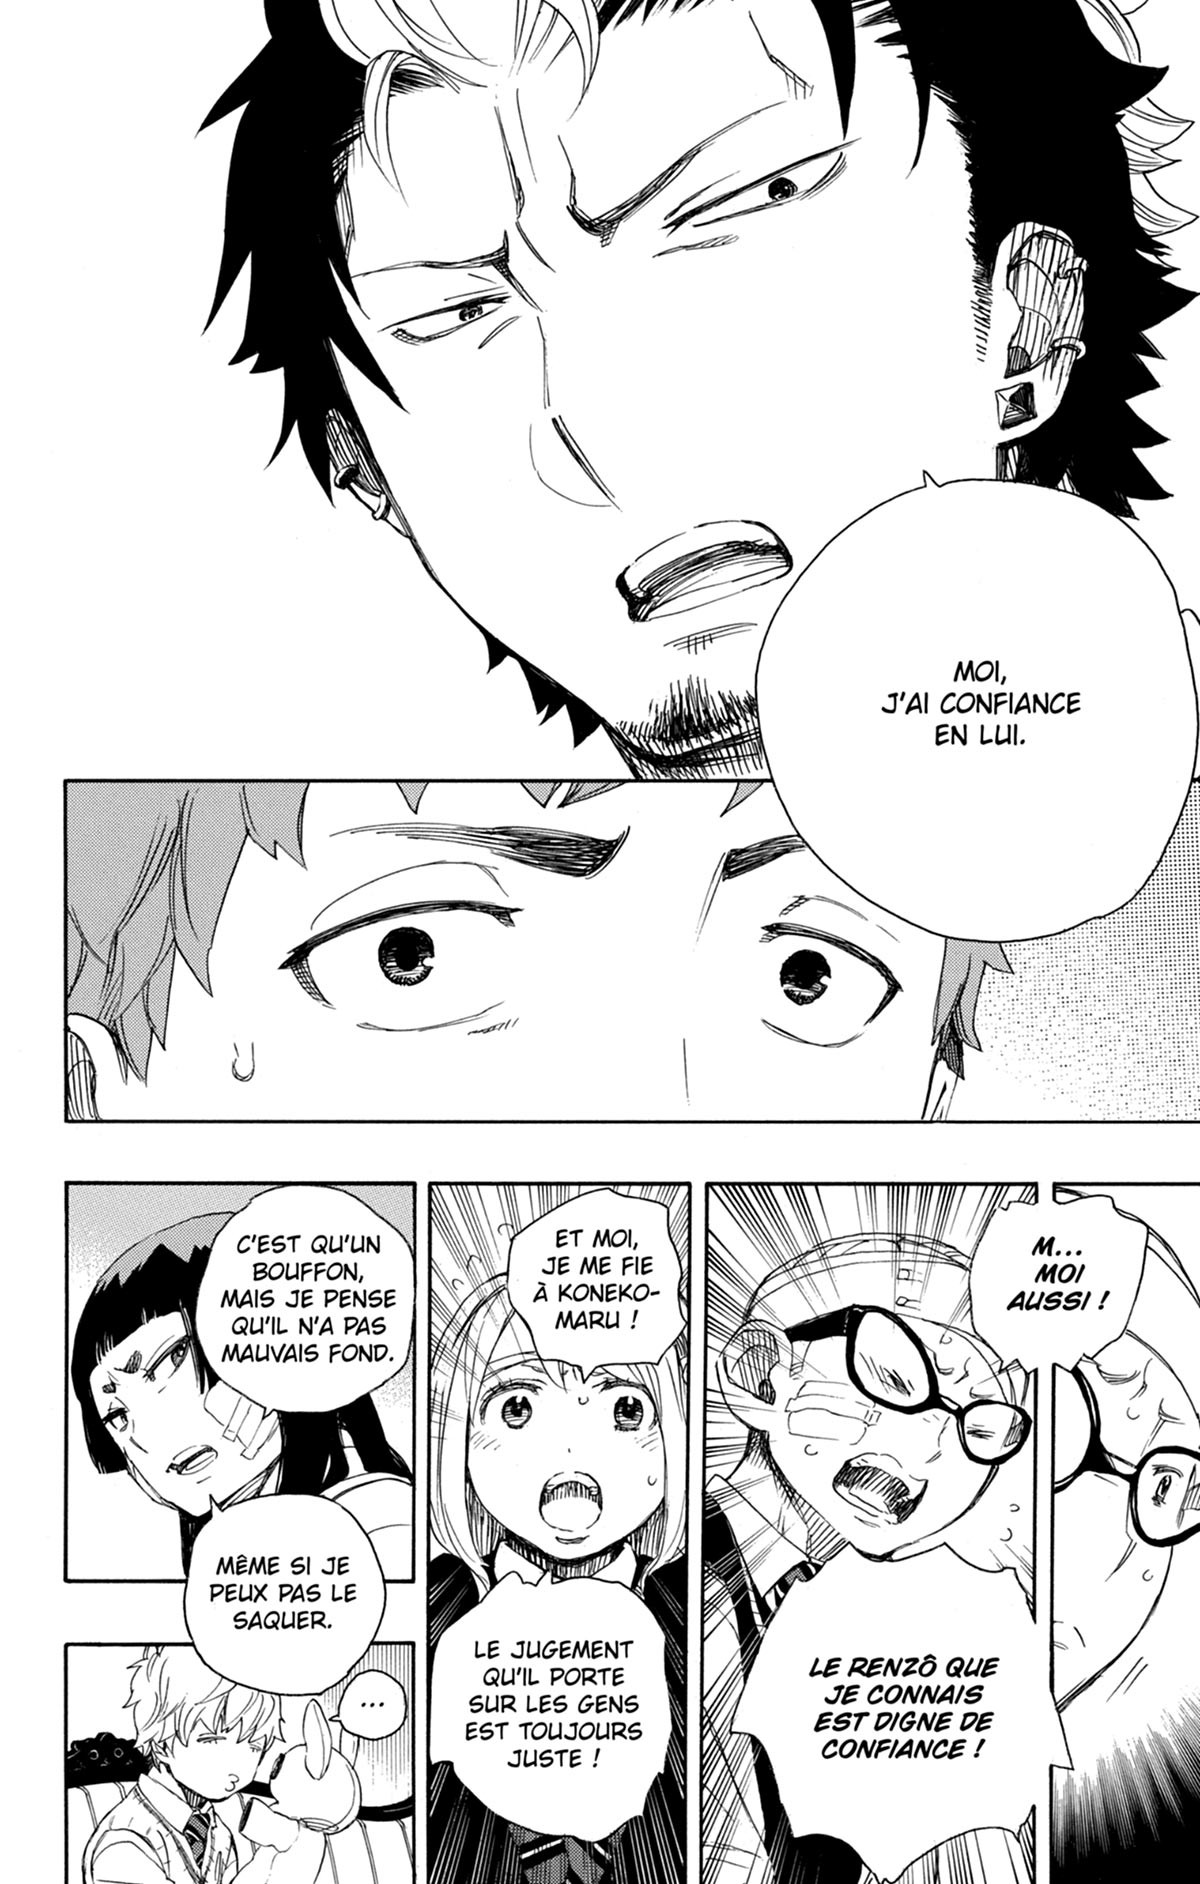 MOI,
J'AI CONFIANCE
EN LUI.
M...
MOI
AUSSI !
LE RENZÔ QUE
JE CONNAIS
EST DIGNE DE
CONFIANCE !
ET MOI,
JE ME FIE
À KONEKO-
MARU !
LE JUGEMENT
QU'IL PORTE
SUR LES GENS
EST TOUJOURS
JUSTE !
C'EST QU'UN
BOUFFON,
MAIS JE PENSE
QU'IL N'A PAS
MAUVAIS FOND.
MÊME SI JE
PEUX PAS LE
SAQUER.
...